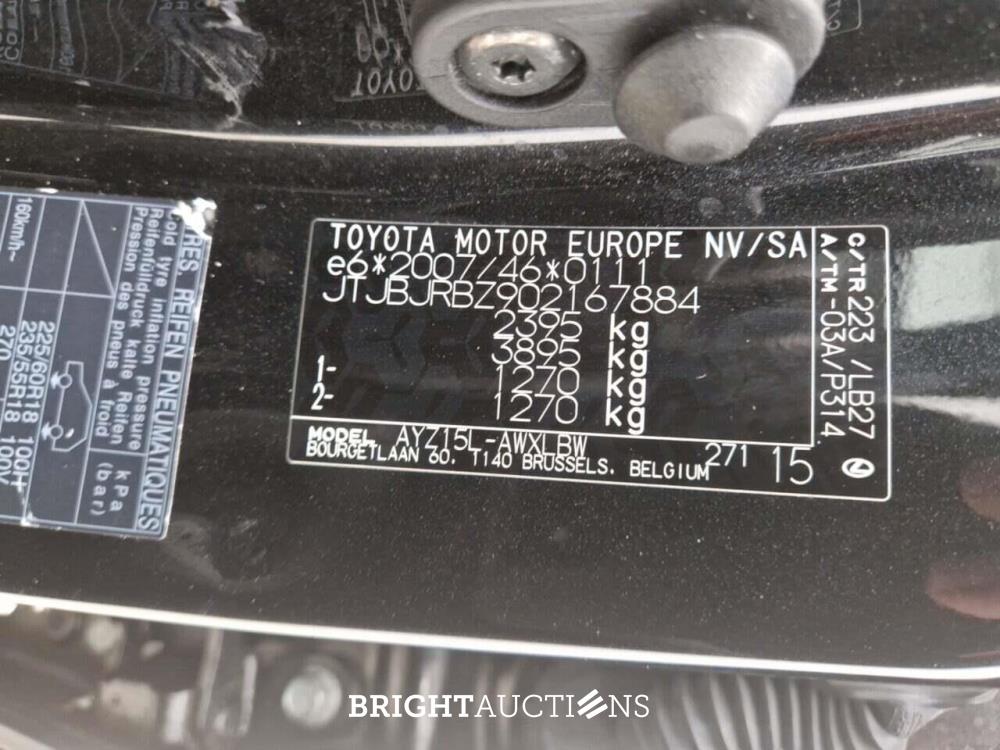 TOYOT
TOYOTA MOTOR EUROPE NV/SA
e6*2007/46*0111
JTJBJRBZ902167884
2395 kg
3895 kg
1- 1270 kg
2- 1270 kg
MODEL AYZ15L-AWXLBW
BOURGETLAAN 60, 1140 BRUSSELS, BELGIUM 271 15
C/TR 223 /LB27
A/TM-03A/P314
REIFEN PNEUMATIQUES
Cold tyre inflation pressure
Reifenfülldruck kalte Reifen
Pression des pneus à froid
kPa
(bar)
225/60R18 100H
235/55R18 100V
270
160km/h~
BRIGHTAUCTIONS